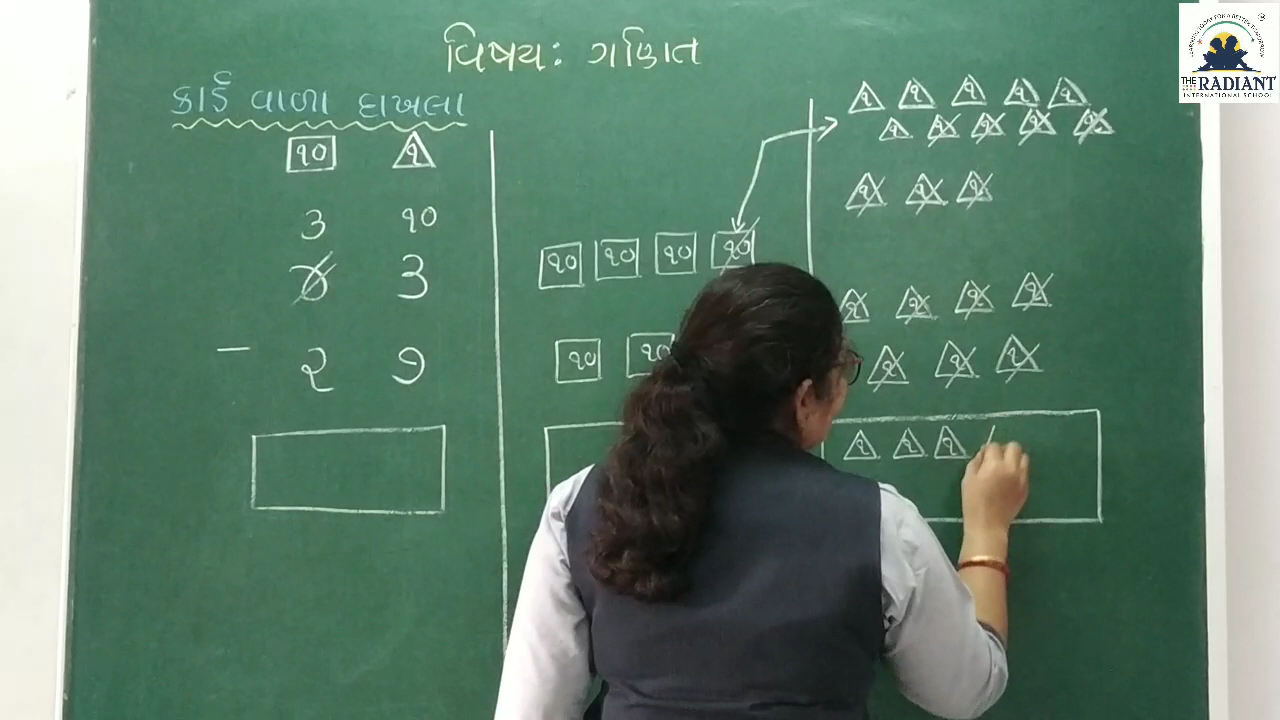 વિષય: ગણિત
કાર્ડ વાળા દાખલા
૧૦ ૧
૩ ૧૦
૪ ૩
- ૨ ૭
૧૦ ૧૦ ૧૦ ૧૦
૧૦ ૧૦
૧ ૧ ૧ ૧ ૧
૧ ૧ ૧ ૧ ૧
૧ ૧ ૧
૧ ૧ ૧ ૧
૧ ૧ ૧
૧ ૧ ૧
THE RADIANT
INTERNATIONAL SCHOOL